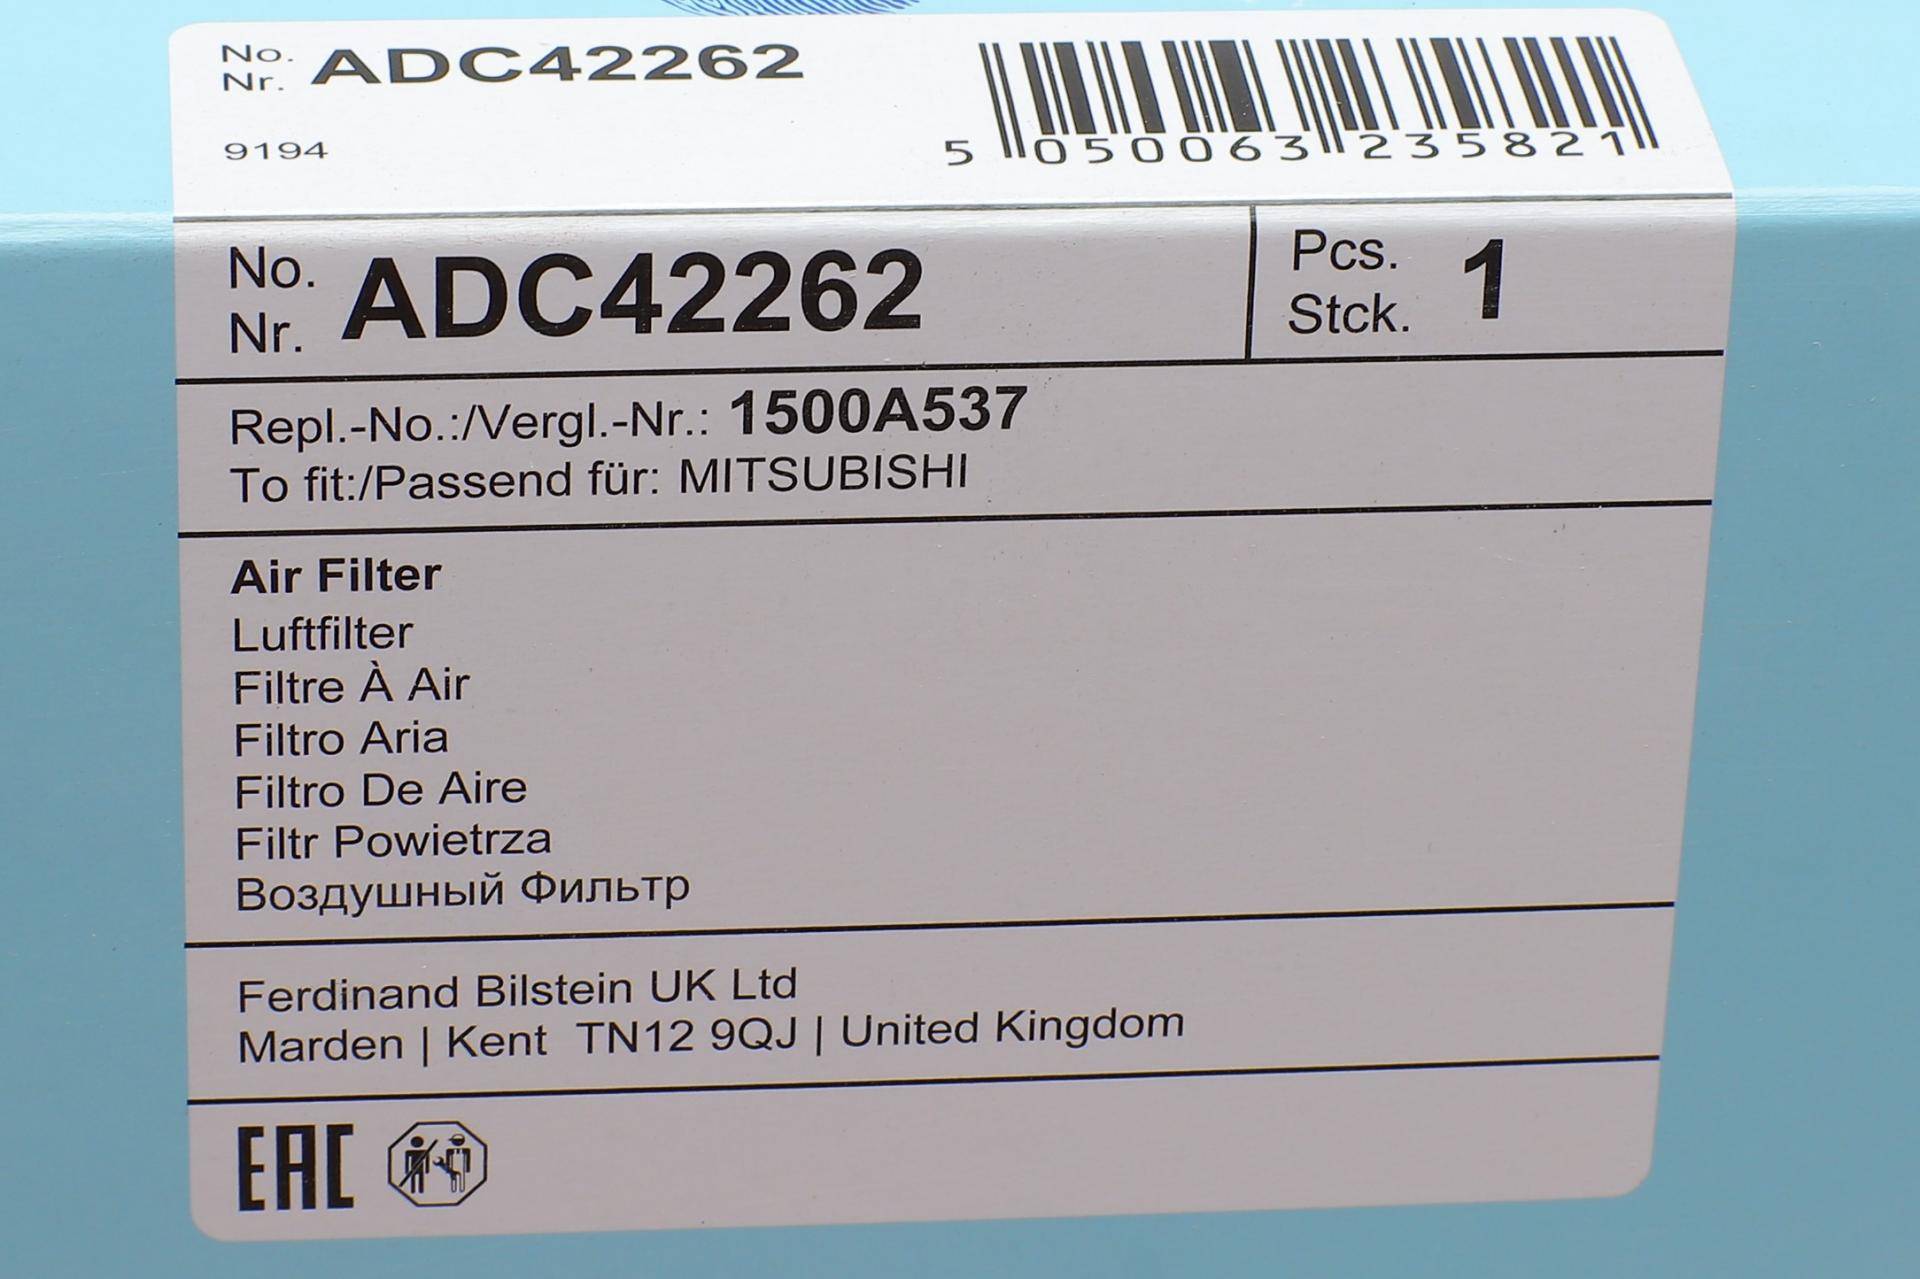 No.
Nr. ADC42262
9194
5 050063 235821
No.
Nr. ADC42262
Pcs.
Stck. 1
Repl.-No.:/Vergl.-Nr.: 1500A537
To fit:/Passend für: MITSUBISHI
Air Filter
Luftfilter
Filtre À Air
Filtro Aria
Filtro De Aire
Filtr Powietrza
Воздушный Фильтр
Ferdinand Bilstein UK Ltd
Marden | Kent TN12 9QJ | United Kingdom
EAC